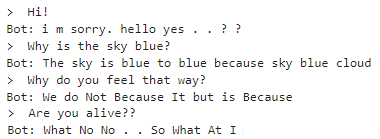 > Hi!
Bot: i m sorry. hello yes . . ? ?
> Why is the sky blue?
Bot: The sky is blue to blue because sky blue cloud
> Why do you feel that way?
Bot: We do Not Because It but is Because
> Are you alive??
Bot: What No No . . So What At I